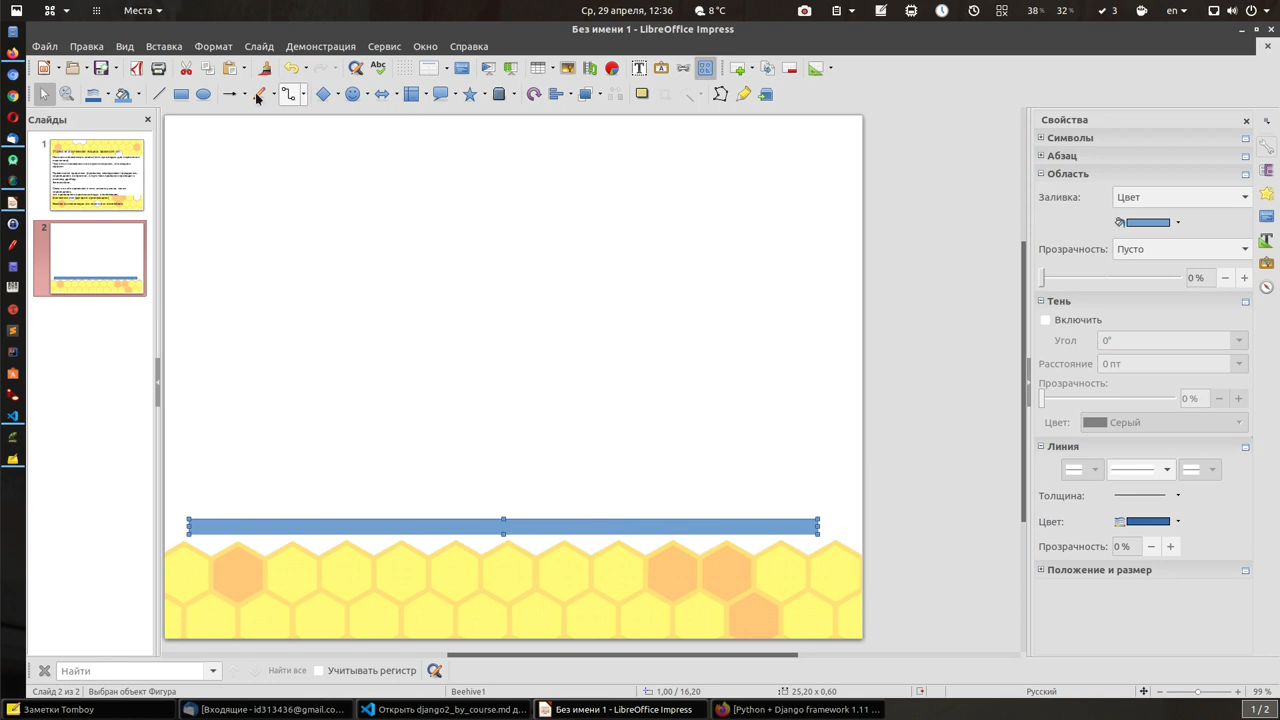 Места
Ср, 29 апреля, 12:36
8°C
38 %
32 %
3
en
Без имени 1 - LibreOffice Impress
Файл
Правка
Вид
Вставка
Формат
Слайд
Демонстрация
Сервис
Окно
Справка
Слайды
1
2
Свойства
Символы
Абзац
Область
Заливка:
Цвет
Прозрачность:
Пусто
0 %
Тень
Включить
Угол
0°
Расстояние
0 пт
Прозрачность:
0 %
Цвет:
Серый
Линия
Толщина:
Цвет:
Прозрачность:
0 %
Положение и размер
Найти
Найти все
Учитывать регистр
Слайд 2 из 2
Выбран объект Фигура
Beehive1
1,00 / 16,20
25,20 x 0,60
Русский
99 %
Заметки Tomboy
[Входящие - id313436@gmail.co...
Открыть django2_by_course.md д...
Без имени 1 - LibreOffice Impress
[Python + Django framework 1.11 ...
1 / 2